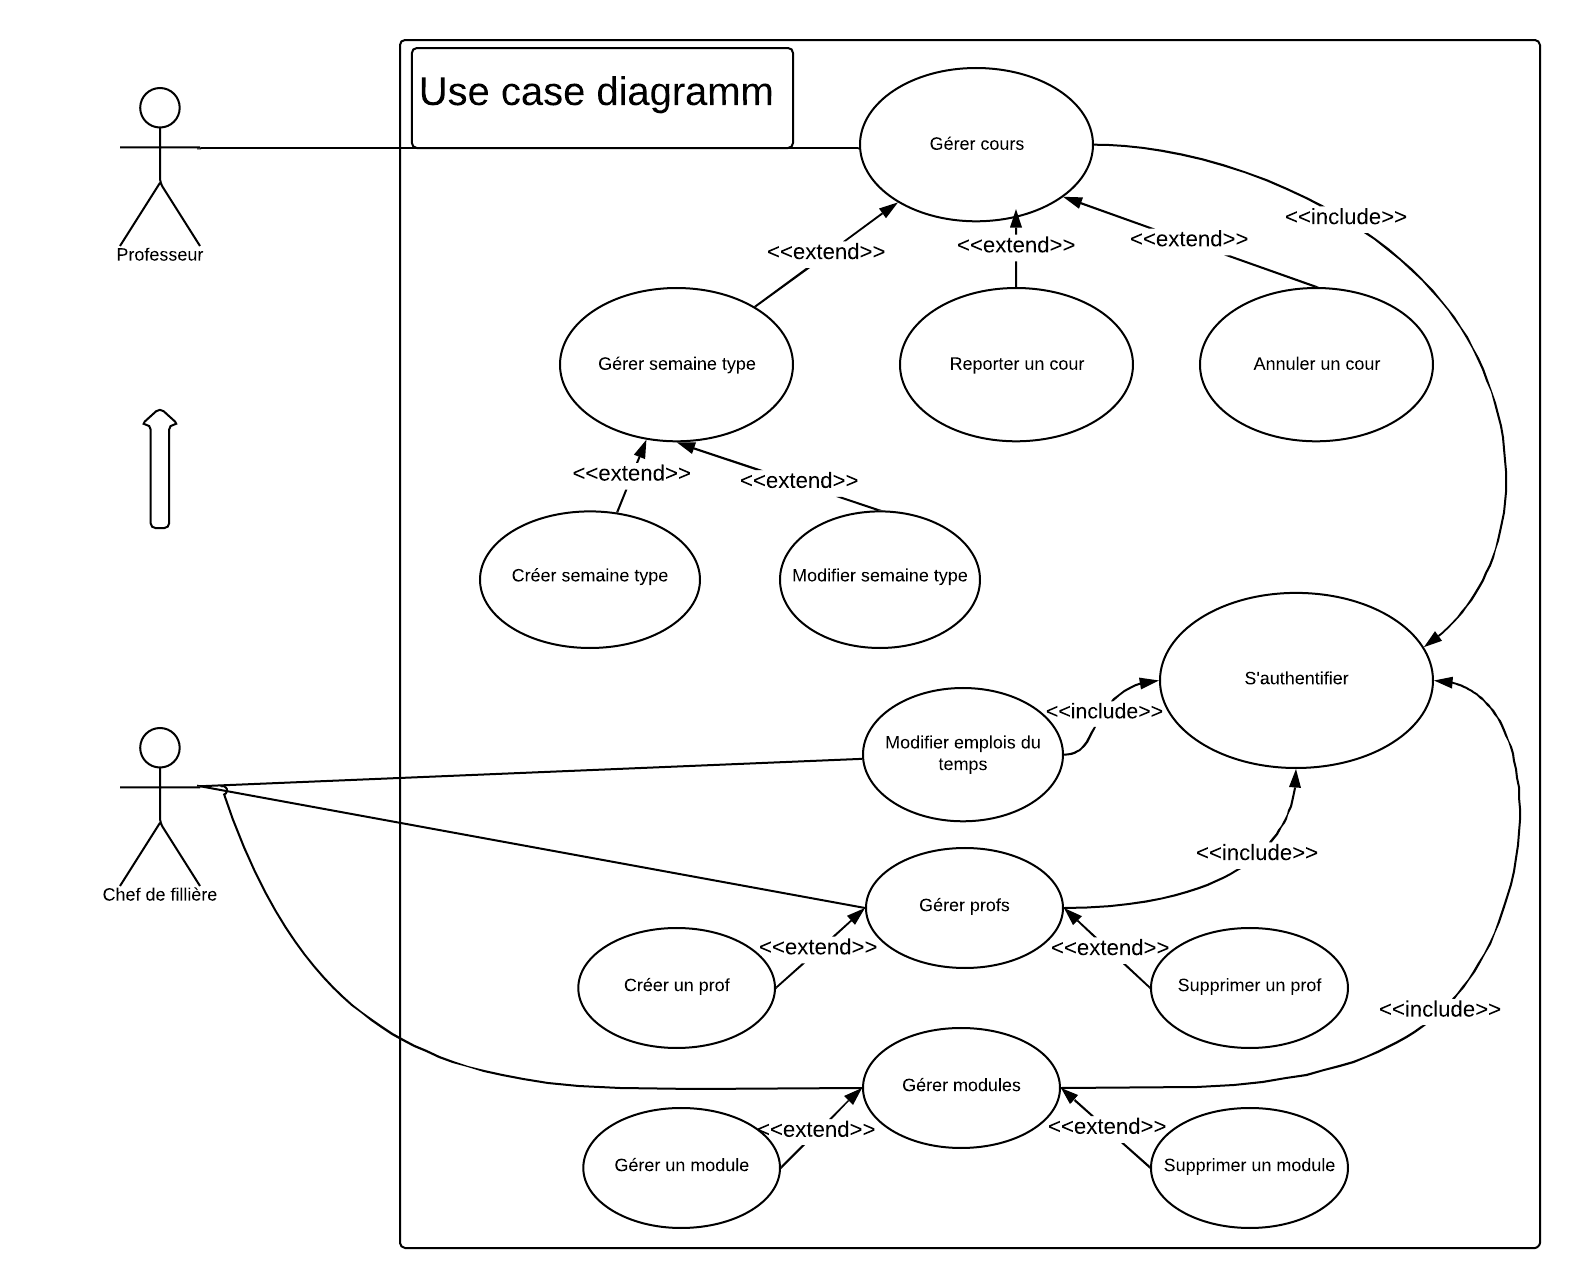 Use case diagramm
Gérer cours
<<include>>
<<extend>>
<<extend>>
<<extend>>
Professeur
Gérer semaine type
Reporter un cour
Annuler un cour
<<extend>>
<<extend>>
Créer semaine type
Modifier semaine type
S'authentifier
<<include>>
Modifier emplois du
temps
<<include>>
Chef de fillière
Gérer profs
<<extend>>
<<extend>>
Créer un prof
Supprimer un prof
<<include>>
Gérer modules
<<extend>>
<<extend>>
Gérer un module
Supprimer un module